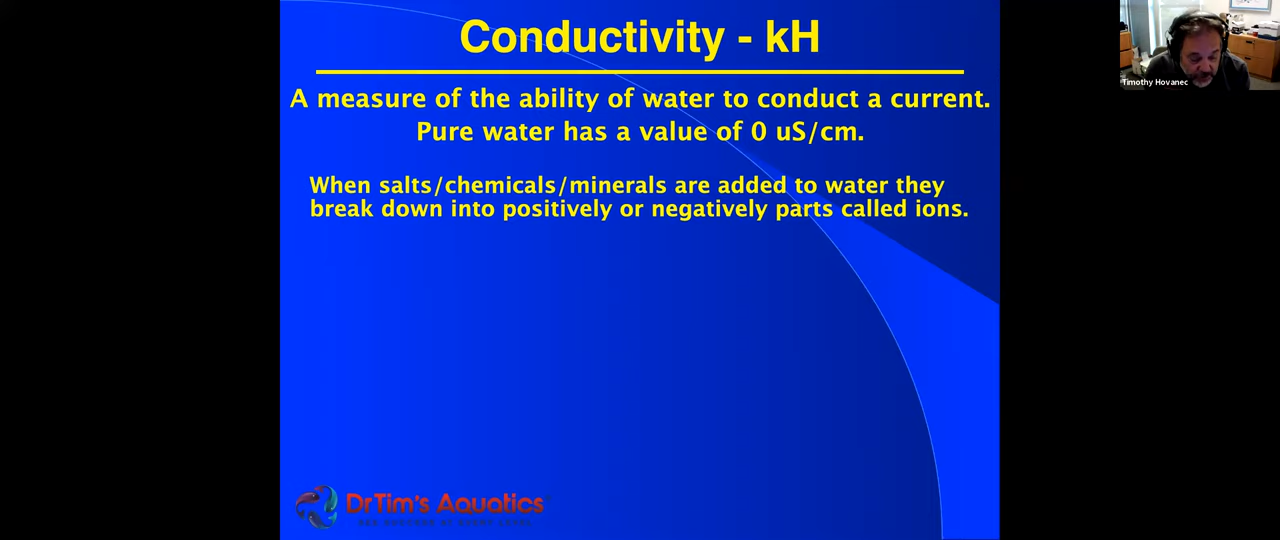 Conductivity - kH
A measure of the ability of water to conduct a current.
Pure water has a value of 0 uS/cm.
When salts/chemicals/minerals are added to water they
break down into positively or negatively parts called ions.
Timothy Hovanec
DrTim's Aquatics